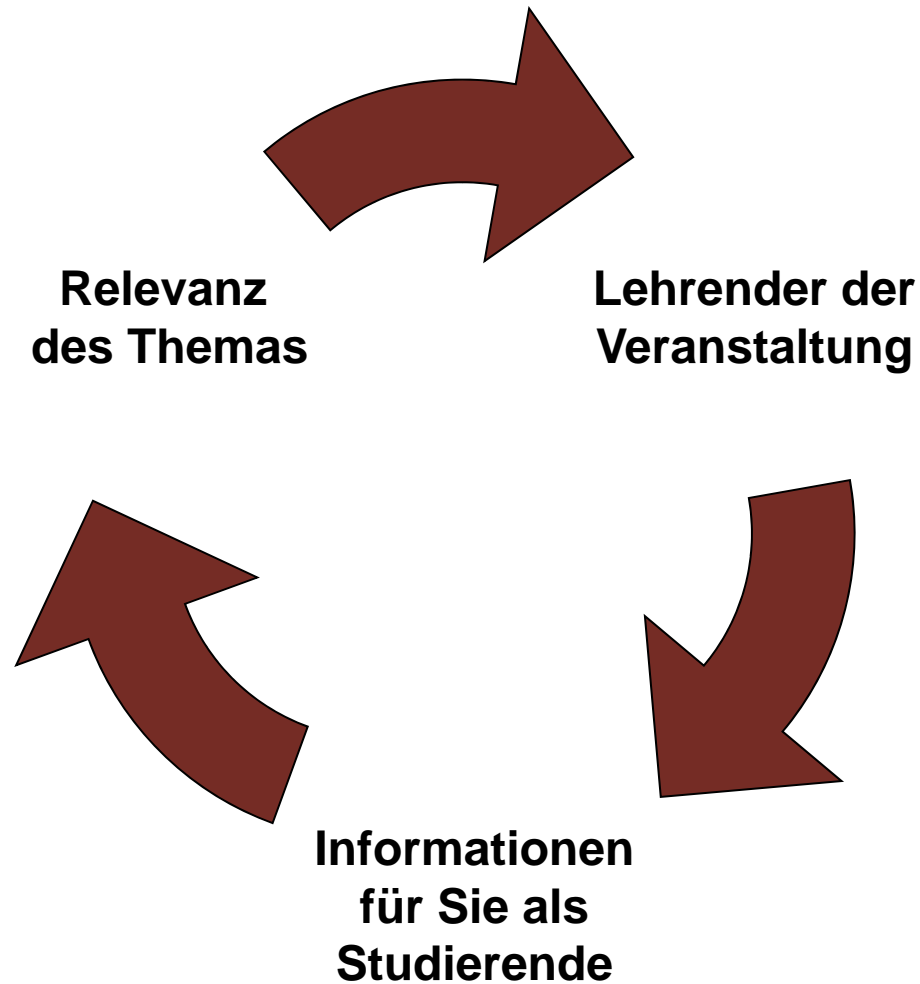 Relevanz
des Themas
Lehrender der
Veranstaltung
Informationen
für Sie als
Studierende